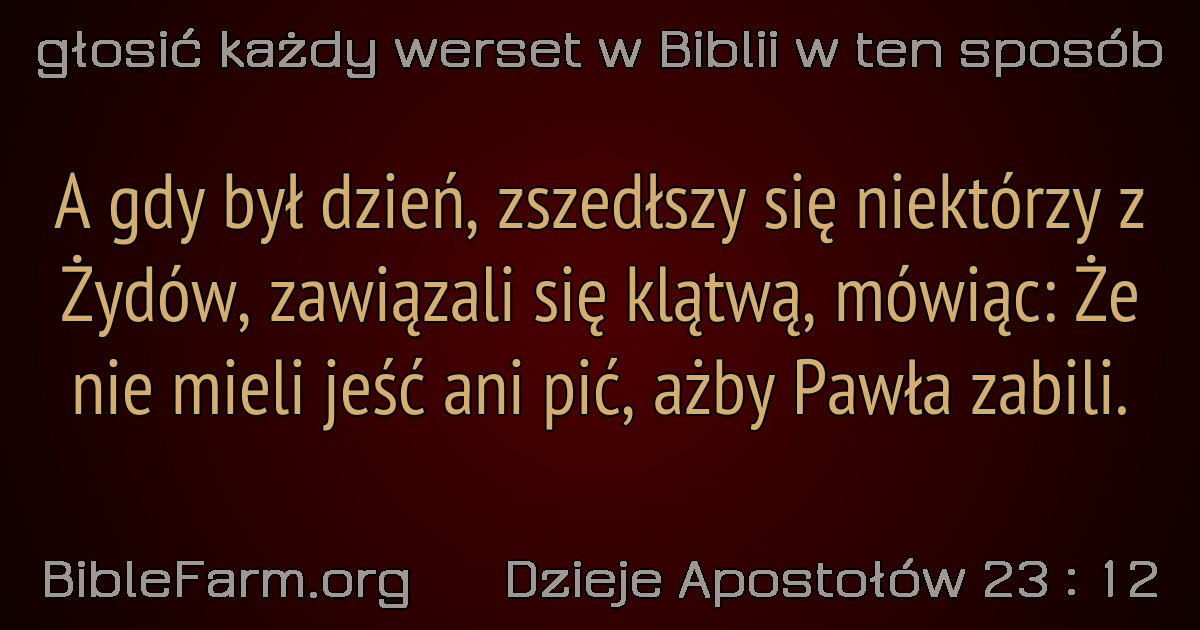 głosić każdy werset w Biblii w ten sposób
A gdy był dzień, zszedłszy się niektórzy z
Żydów, zawiązali się klątwą, mówiąc: Że
nie mieli jeść ani pić, ażby Pawła zabili.
BibleFarm.org Dzieje Apostołów 23 : 12